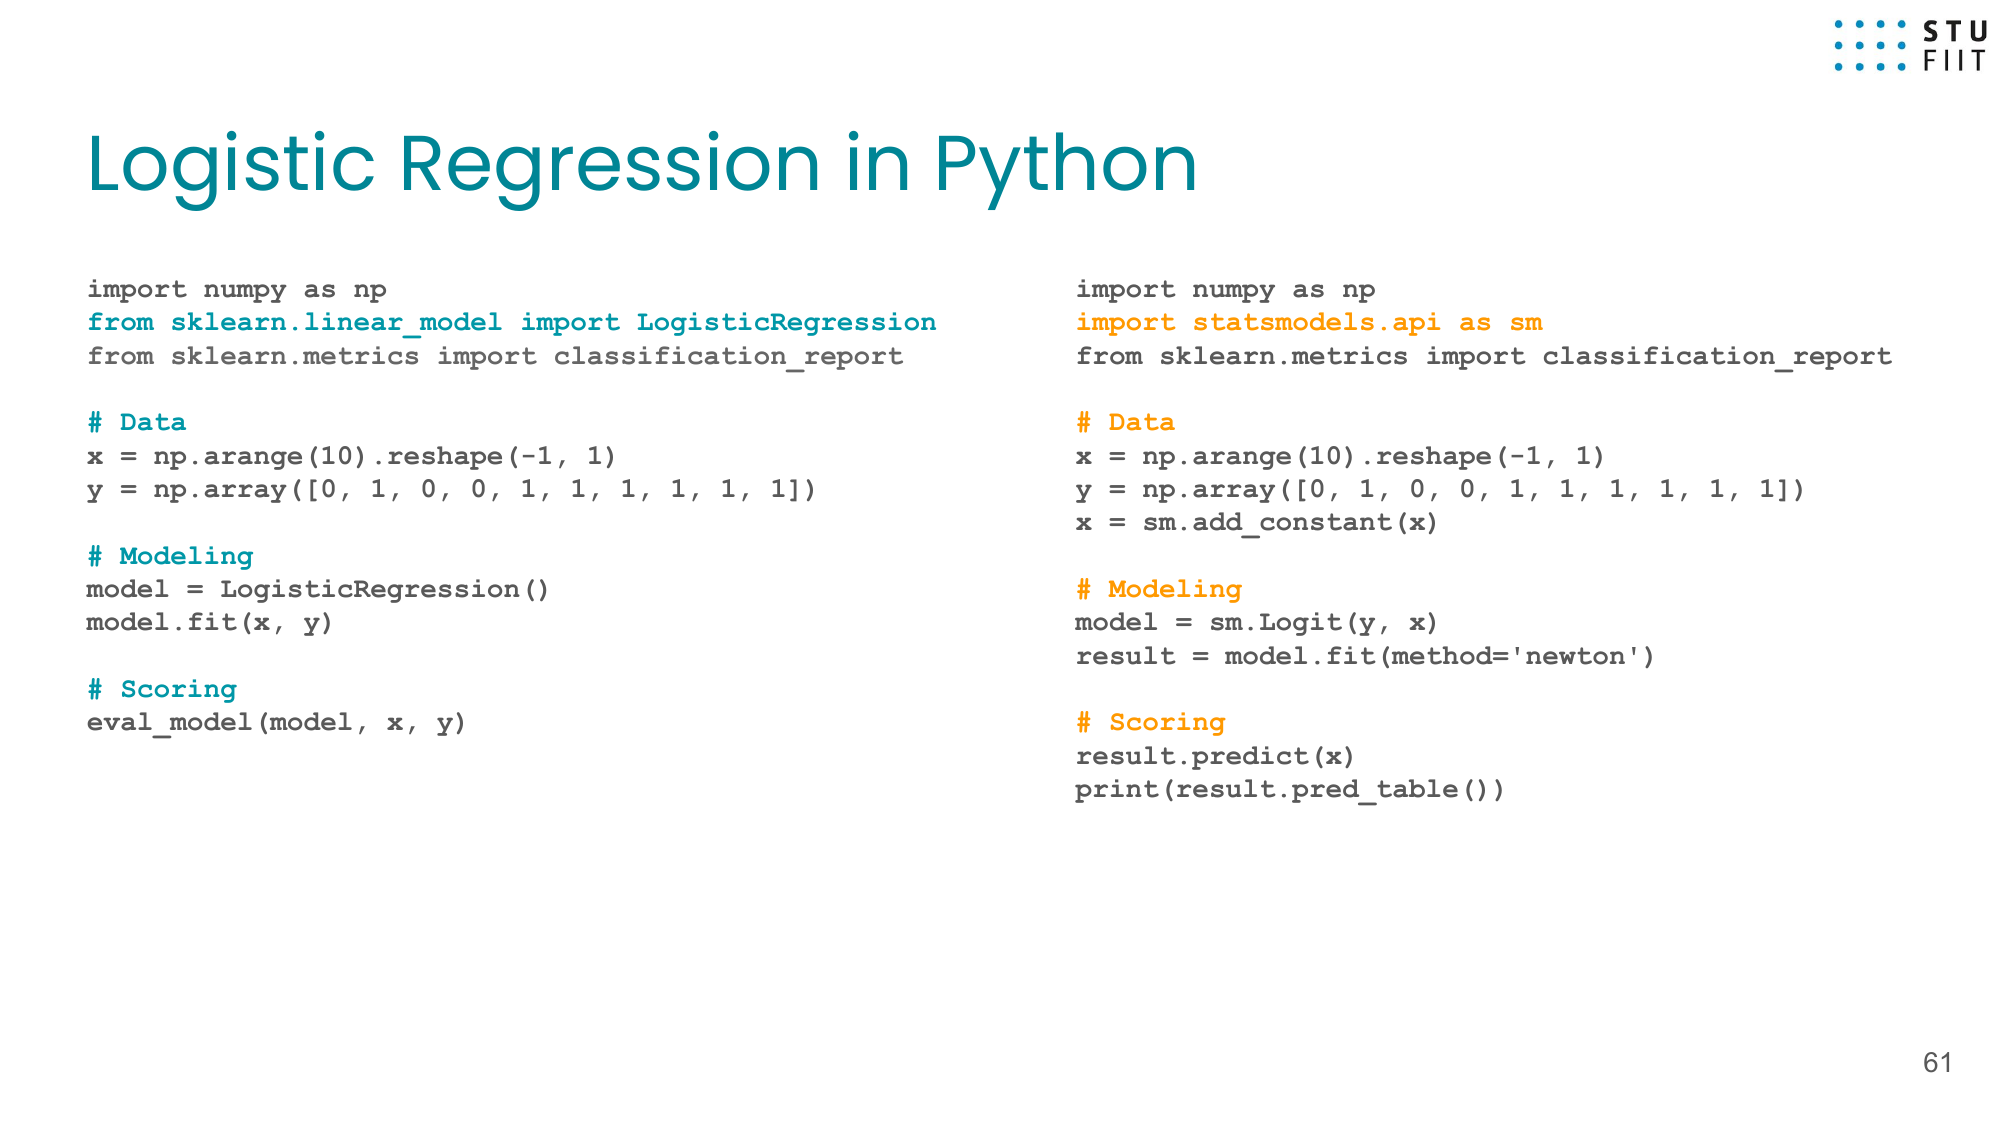 STU
FIIT
Logistic Regression in Python
import numpy as np
from sklearn.linear_model import LogisticRegression
from sklearn.metrics import classification_report
# Data
x = np.arange(10).reshape(-1, 1)
y = np.array([0, 1, 0, 0, 1, 1, 1, 1, 1, 1])
# Modeling
model = LogisticRegression()
model.fit(x, y)
# Scoring
eval_model(model, x, y)
import numpy as np
import statsmodels.api as sm
from sklearn.metrics import classification_report
# Data
x = np.arange(10).reshape(-1, 1)
y = np.array([0, 1, 0, 0, 1, 1, 1, 1, 1, 1])
x = sm.add_constant(x)
# Modeling
model = sm.Logit(y, x)
result = model.fit(method='newton')
# Scoring
result.predict(x)
print(result.pred_table())
61